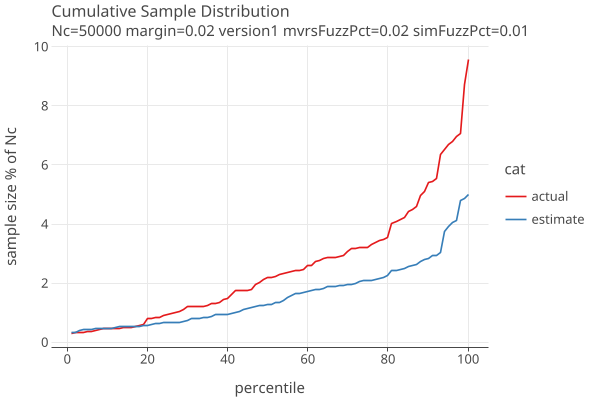 Cumulative Sample Distribution
Nc=50000 margin=0.02 version1 mvrsFuzzPct=0.02 simFuzzPct=0.01
10
8
6
4
2
0
sample size % of Nc
0 20 40 60 80 100
percentile
cat
actual
estimate